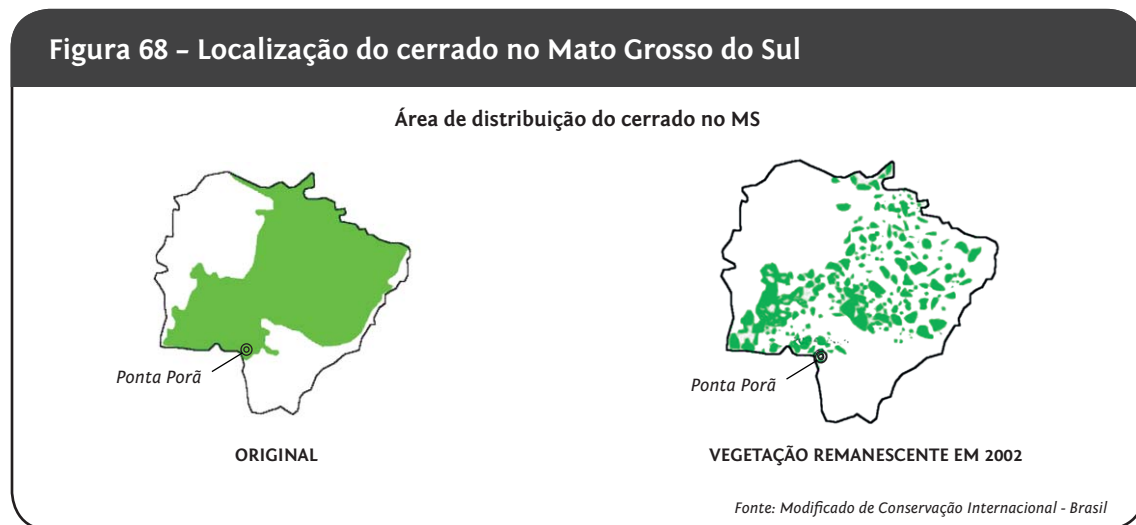 Figura 68 – Localização do cerrado no Mato Grosso do Sul
Área de distribuição do cerrado no MS
Ponta Porã
Ponta Porã
ORIGINAL
VEGETAÇÃO REMANESCENTE EM 2002
Fonte: Modificado de Conservação Internacional - Brasil